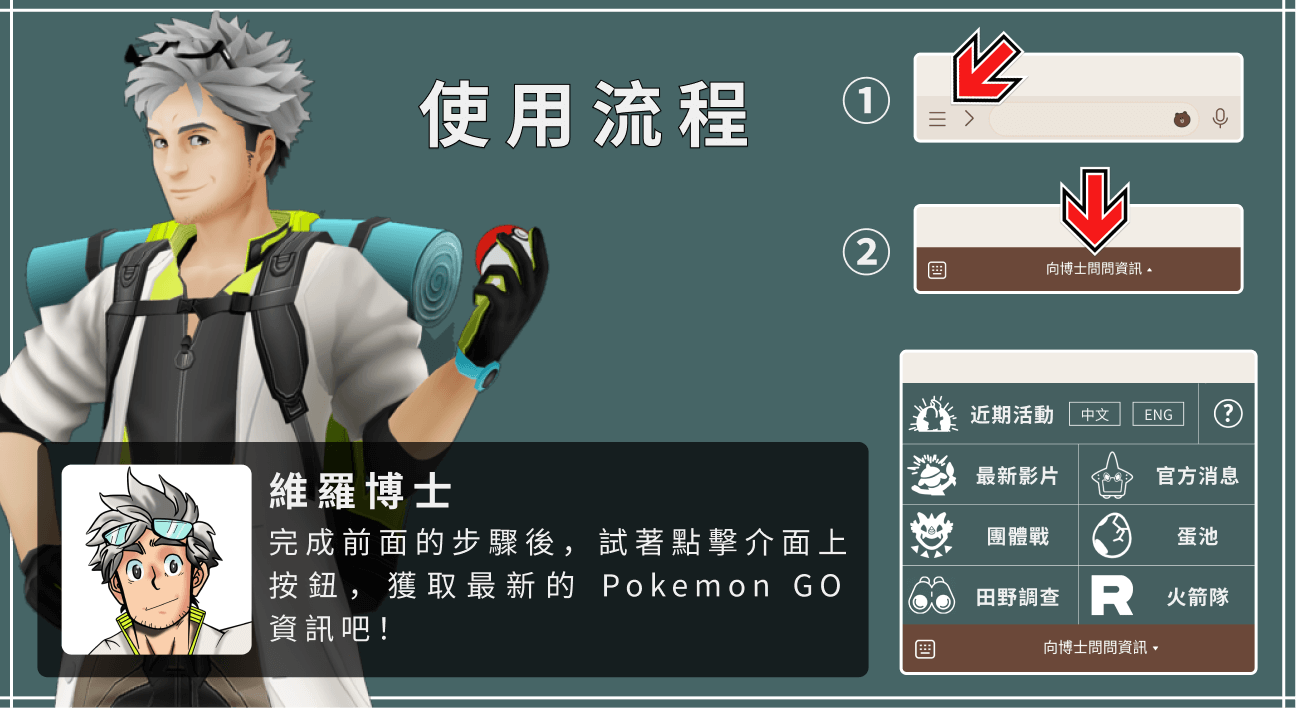 使用流程
①
②
向博士問問資訊▲
近期活動 中文 ENG ?
最新影片 官方消息
團體戰 蛋池
田野調查 R 火箭隊
向博士問問資訊▼
維羅博士
完成前面的步驟後，試著點擊介面上
按鈕，獲取最新的 Pokemon GO
資訊吧！